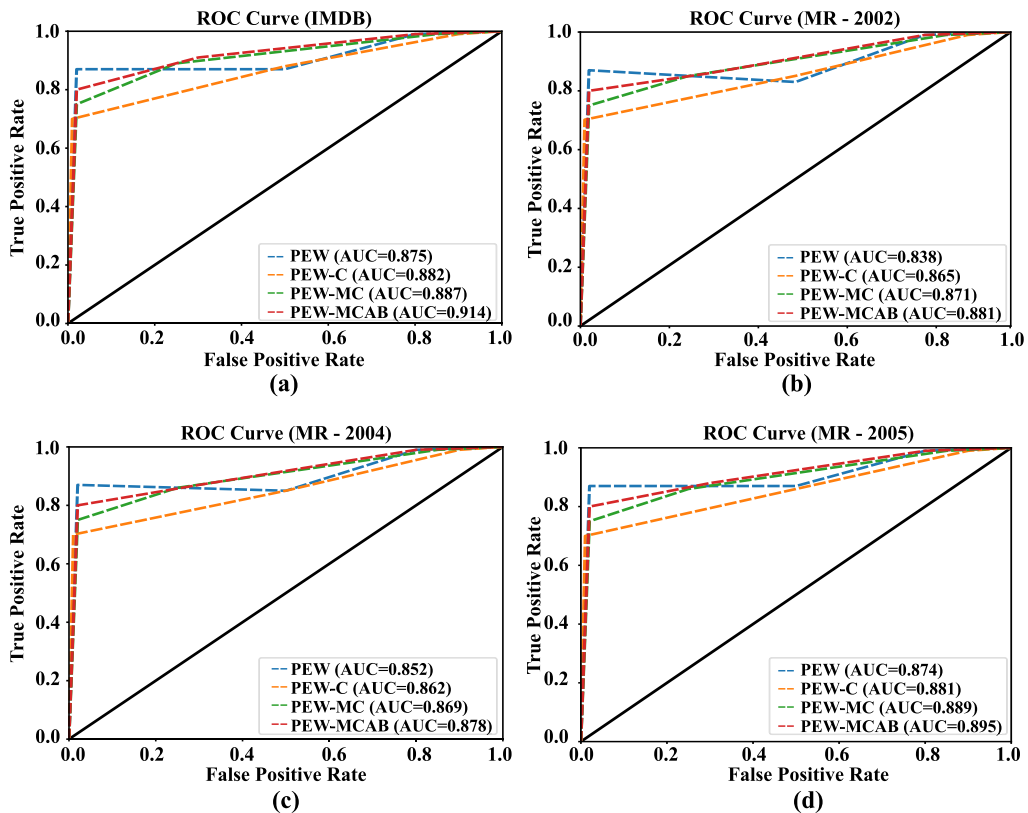 ROC Curve (IMDB)
True Positive Rate
1.0
0.8
0.6
0.4
0.2
0.0
PEW (AUC=0.875)
PEW-C (AUC=0.882)
PEW-MC (AUC=0.887)
PEW-MCAB (AUC=0.914)
0.0 0.2 0.4 0.6 0.8 1.0
False Positive Rate
(a)
ROC Curve (MR - 2002)
True Positive Rate
1.0
0.8
0.6
0.4
0.2
0.0
PEW (AUC=0.838)
PEW-C (AUC=0.865)
PEW-MC (AUC=0.871)
PEW-MCAB (AUC=0.881)
0.0 0.2 0.4 0.6 0.8 1.0
False Positive Rate
(b)
ROC Curve (MR - 2004)
True Positive Rate
1.0
0.8
0.6
0.4
0.2
0.0
PEW (AUC=0.852)
PEW-C (AUC=0.862)
PEW-MC (AUC=0.869)
PEW-MCAB (AUC=0.878)
0.0 0.2 0.4 0.6 0.8 1.0
False Positive Rate
(c)
ROC Curve (MR - 2005)
True Positive Rate
1.0
0.8
0.6
0.4
0.2
0.0
PEW (AUC=0.874)
PEW-C (AUC=0.881)
PEW-MC (AUC=0.889)
PEW-MCAB (AUC=0.895)
0.0 0.2 0.4 0.6 0.8 1.0
False Positive Rate
(d)